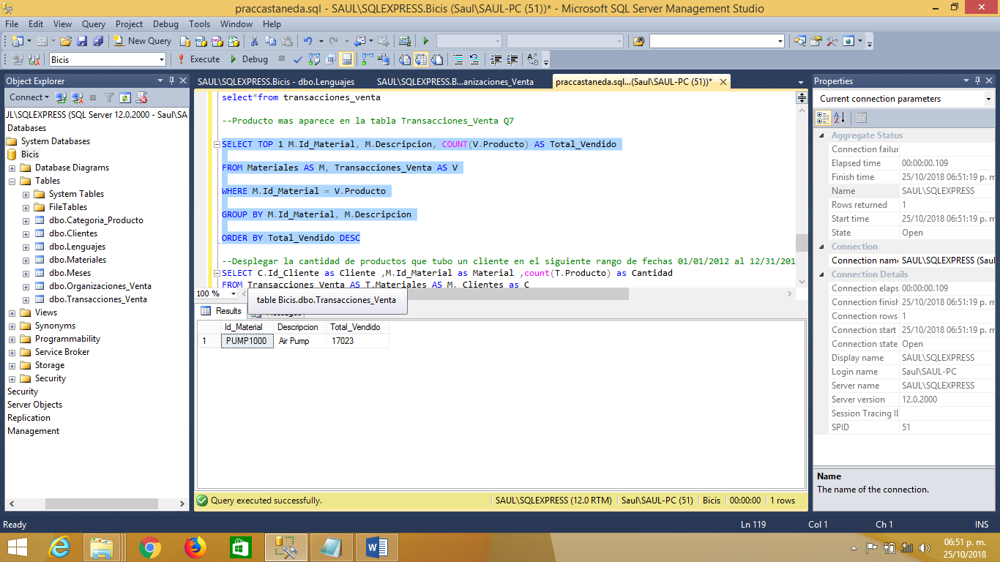 praccastaneda.sql - SAUL\SQLEXPRESS.Bicis (Saul\SAUL-PC (51))* - Microsoft SQL Server Management Studio
File Edit View Query Project Debug Tools Window Help
New Query
Bicis Execute Debug
Object Explorer
Connect
JL\SQLEXPRESS (SQL Server 12.0.2000 - Saul\SA
Databases
System Databases
Bicis
Database Diagrams
Tables
System Tables
FileTables
dbo.Categoria_Producto
dbo.Clientes
dbo.Lenguajes
dbo.Materiales
dbo.Meses
dbo.Organizaciones_Venta
dbo.Transacciones_Venta
Views
Synonyms
Programmability
Service Broker
Storage
Security
Security
Server Objects
Replication
Management
SAUL\SQLEXPRESS.Bicis - dbo.Lenguajes SAUL\SQLEXPRESS.B...anizaciones_Venta praccastaneda.sql...(Saul\SAUL-PC (51))*
select*from transacciones_venta
--Producto mas aparece en la tabla Transacciones_Venta Q7
SELECT TOP 1 M.Id_Material, M.Descripcion, COUNT(V.Producto) AS Total_Vendido
FROM Materiales AS M, Transacciones_Venta AS V
WHERE M.Id_Material = V.Producto
GROUP BY M.Id_Material, M.Descripcion
ORDER BY Total_Vendido DESC
--Desplegar la cantidad de productos que tubo un cliente en el siguiente rango de fechas 01/01/2012 al 12/31/201
SELECT C.Id_Cliente as Cliente ,M.Id_Material as Material ,count(T.Producto) as Cantidad
FROM Transacciones_Venta AS T,Materiales AS M, Clientes as C
100 %
table Bicis.dbo.Transacciones_Venta
Results Messages
Id_Material Descripcion Total_Vendido
1 PUMP1000 Air Pump 17023
Query executed successfully. SAUL\SQLEXPRESS (12.0 RTM) Saul\SAUL-PC (51) Bicis 00:00:00 1 rows
Properties
Current connection parameters
Aggregate Status
Connection failur
Elapsed time 00:00:00.109
Finish time 25/10/2018 06:51:19 p. m
Name SAUL\SQLEXPRESS
Rows returned 1
Start time 25/10/2018 06:51:19 p. m
State Open
Connection
Connection name SAUL\SQLEXPRESS (Saul
Connection Details
Connection elaps 00:00:00.109
Connection finish 25/10/2018 06:51:19 p. m
Connection rows 1
Connection start 25/10/2018 06:51:19 p. m
Connection state Open
Display name SAUL\SQLEXPRESS
Login name Saul\SAUL-PC
Server name SAUL\SQLEXPRESS
Server version 12.0.2000
Session Tracing ID
SPID 51
Name
The name of the connection.
Ready Ln 119 Col 1 Ch 1 INS
06:51 p. m.
25/10/2018